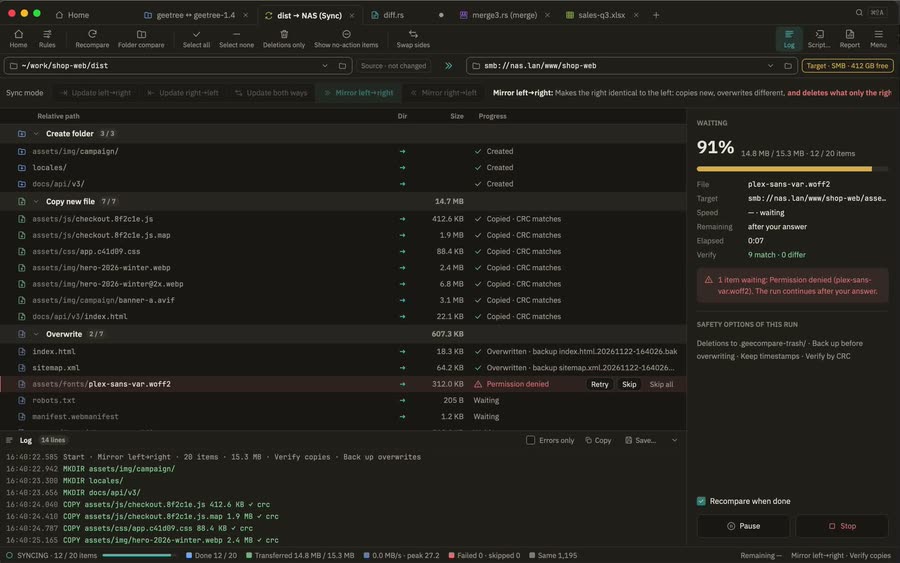 Home
geetree ⇌ geetree-1.4 ×
dist → NAS (Sync) ×
diff.rs
merge3.rs (merge) ×
sales-q3.xlsx ×
+
⌘⇧A
Home Rules Recompare Folder compare Select all Select none Deletions only Show no-action items Swap sides Log Script... Report Menu
~/work/shop-web/dist
Source · not changed
smb://nas.lan/www/shop-web
Target · SMB · 412 GB free
Sync mode Update left→right Update right→left Update both ways Mirror left→right Mirror right→left
Mirror left→right: Makes the right identical to the left: copies new, overwrites different, and deletes what only the righ
Relative path Dir Size Progress
Create folder 3 / 3
assets/img/campaign/ → ✓ Created
locales/ → ✓ Created
docs/api/v3/ → ✓ Created
Copy new file 7 / 7 14.7 MB
assets/js/checkout.8f2c1e.js → 412.6 KB ✓ Copied · CRC matches
assets/js/checkout.8f2c1e.js.map → 1.9 MB ✓ Copied · CRC matches
assets/css/app.c41d09.css → 88.4 KB ✓ Copied · CRC matches
assets/img/hero-2026-winter.webp → 2.4 MB ✓ Copied · CRC matches
assets/img/hero-2026-winter@2x.webp → 6.8 MB ✓ Copied · CRC matches
assets/img/campaign/banner-a.avif → 3.1 MB ✓ Copied · CRC matches
docs/api/v3/index.html → 22.1 KB ✓ Copied · CRC matches
Overwrite 2 / 7 607.3 KB
index.html → 18.3 KB ✓ Overwritten · backup index.html.20261122-164026.bak
sitemap.xml → 64.2 KB ✓ Overwritten · backup sitemap.xml.20261122-164026...
assets/fonts/plex-sans-var.woff2 → 312.0 KB Permission denied Retry Skip Skip all
robots.txt → 205 B Waiting
manifest.webmanifest → 1.2 KB Waiting
WAITING
91% 14.8 MB / 15.3 MB · 12 / 20 items
File plex-sans-var.woff2
Target smb://nas.lan/www/shop-web/asse…
Speed — · waiting
Remaining after your answer
Elapsed 0:07
Verify 9 match · 0 differ
1 item waiting: Permission denied (plex-sans-
var.woff2). The run continues after your answer.
SAFETY OPTIONS OF THIS RUN
Deletions to .geecompare-trash/ · Back up before
overwriting · Keep timestamps · Verify by CRC
Recompare when done
Pause Stop
Log 14 lines Errors only Copy Save...
16:40:22.585 Start · Mirror left→right · 20 items · 15.3 MB · Verify copies · Back up overwrites
16:40:22.942 MKDIR assets/img/campaign/
16:40:23.300 MKDIR locales/
16:40:23.656 MKDIR docs/api/v3/
16:40:24.040 COPY assets/js/checkout.8f2c1e.js 412.6 KB ✓ crc
16:40:24.410 COPY assets/js/checkout.8f2c1e.js.map 1.9 MB ✓ crc
16:40:24.787 COPY assets/css/app.c41d09.css 88.4 KB ✓ crc
16:40:25.165 COPY assets/img/hero-2026-winter.webp 2.4 MB ✓ crc
SYNCING · 12 / 20 items Done 12 / 20 Transferred 14.8 MB / 15.3 MB 0.0 MB/s · peak 27.2 Failed 0 · skipped 0 Same 1,195 Remaining — Mirror left→right · Verify copies